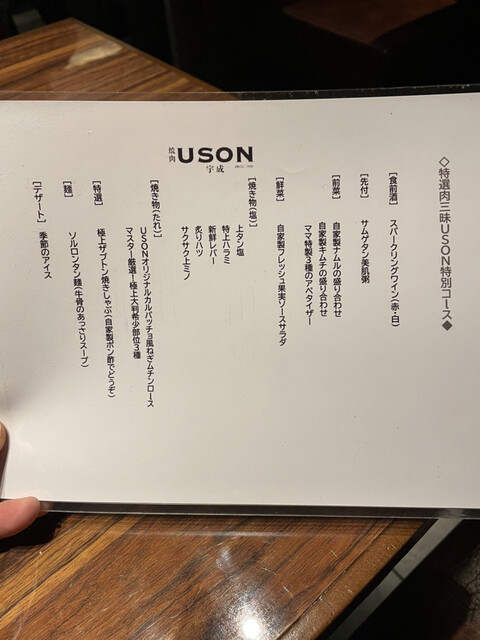 ◇特選肉三昧USON特別コース◆
[食前酒] スパークリングワイン(赤・白)
[先付] サムゲタン美肌粥
[前菜] 自家製ナムルの盛り合わせ
自家製キムチの盛り合わせ
ママ特製3種のアペタイザー
[鮮菜] 自家製フレッシュ果実ソースサラダ
[焼き物(塩)] 上タン塩
特上ハラミ
新鮮レバー
炙りハツ
サクサク上ミノ
[焼き物(たれ)] USONオリジナルカルパッチョ風ねぎムチンロース
マスター厳選!極上大判希少部位3種
[特選] 極上ザブトン焼きしゃぶ(自家製ポン酢でどうぞ)
[麺] ソルロンタン麺(牛骨のあっさりスープ)
[デザート] 季節のアイス
焼肉 USON
宇成